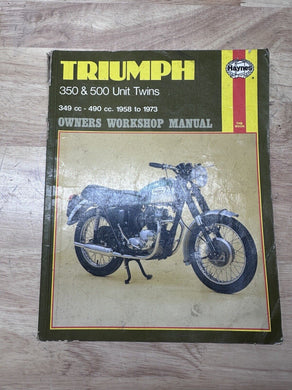 TRIUMPH
Haynes
350 & 500 Unit Twins
349 cc - 490 cc. 1958 to 1973
OWNERS WORKSHOP MANUAL